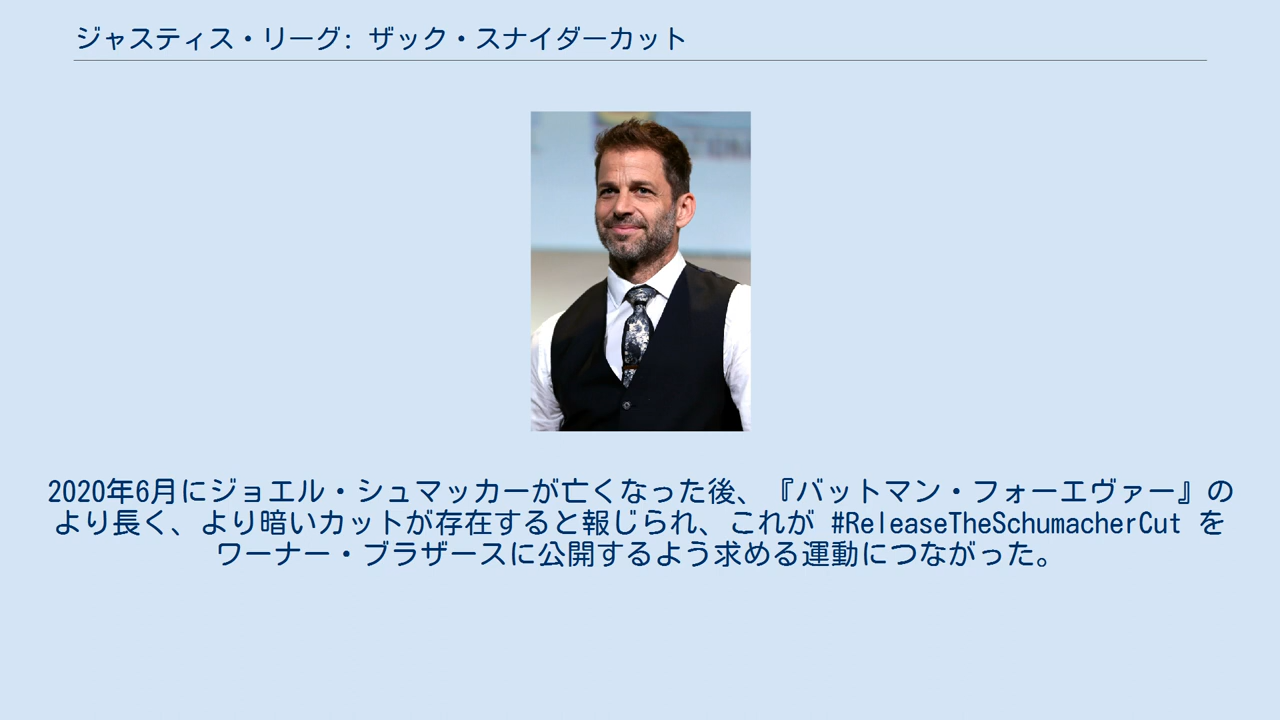 ジャスティス・リーグ: ザック・スナイダーカット
2020年6月にジョエル・シュマッカーが亡くなった後、『バットマン・フォーエヴァー』の
より長く、より暗いカットが存在すると報じられ、これが #ReleaseTheSchumacherCut を
ワーナー・ブラザースに公開するよう求める運動につながった。